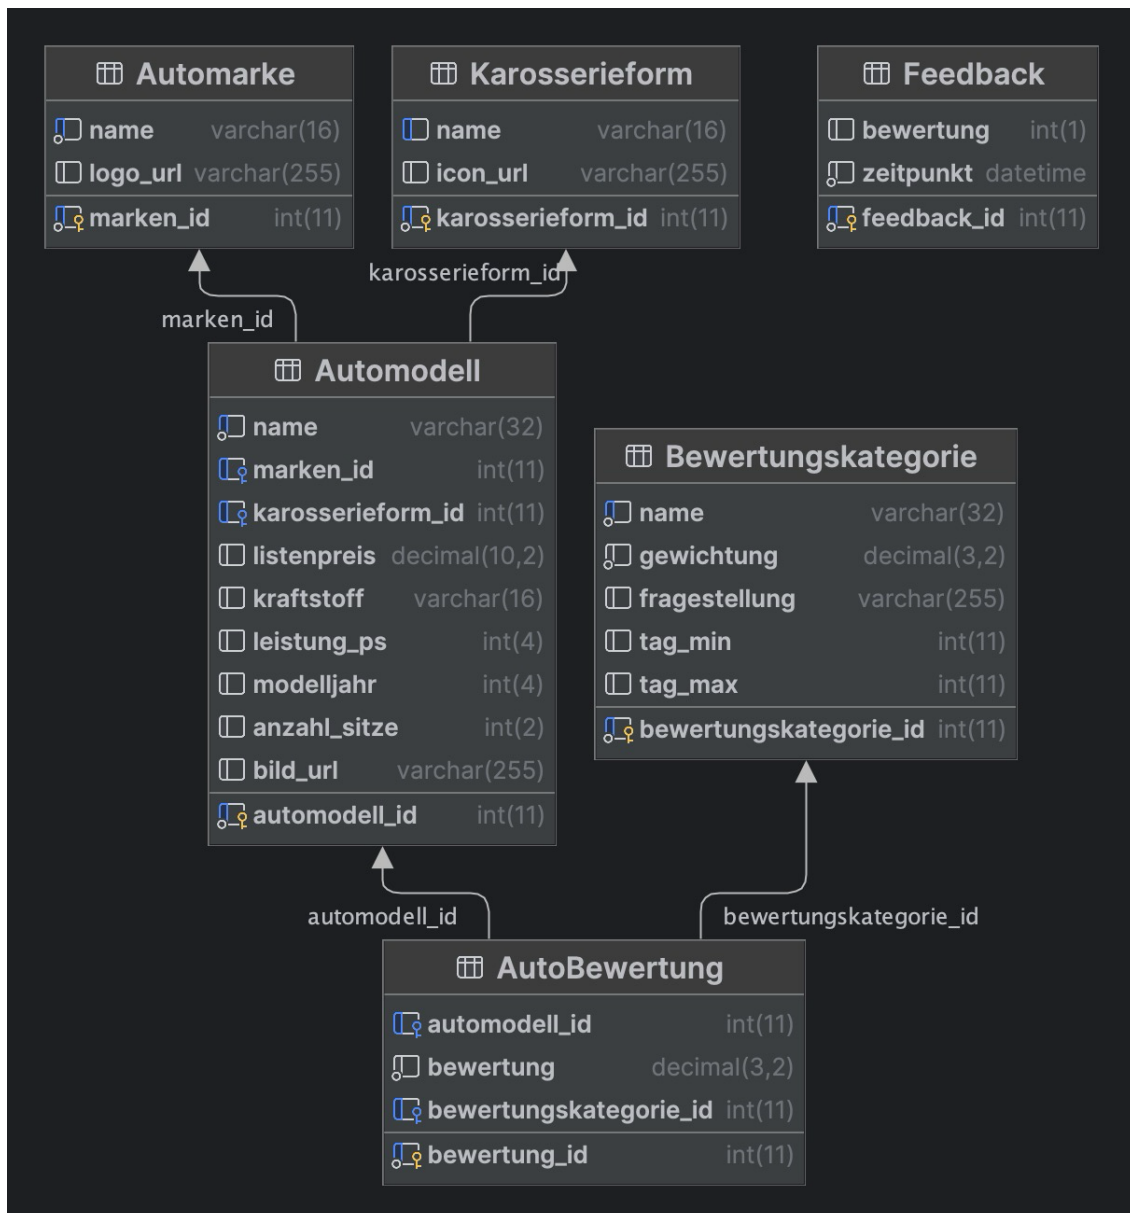 Automarke
name varchar(16)
logo_url varchar(255)
marken_id int(11)
Karosserieform
name varchar(16)
icon_url varchar(255)
karosserieform_id int(11)
Feedback
bewertung int(1)
zeitpunkt datetime
feedback_id int(11)
karosserieform_id
marken_id
Automodell
name varchar(32)
marken_id int(11)
karosserieform_id int(11)
listenpreis decimal(10,2)
kraftstoff varchar(16)
leistung_ps int(4)
modelljahr int(4)
anzahl_sitze int(2)
bild_url varchar(255)
automodell_id int(11)
Bewertungskategorie
name varchar(32)
gewichtung decimal(3,2)
fragestellung varchar(255)
tag_min int(11)
tag_max int(11)
bewertungskategorie_id int(11)
automodell_id
bewertungskategorie_id
AutoBewertung
automodell_id int(11)
bewertung decimal(3,2)
bewertungskategorie_id int(11)
bewertung_id int(11)